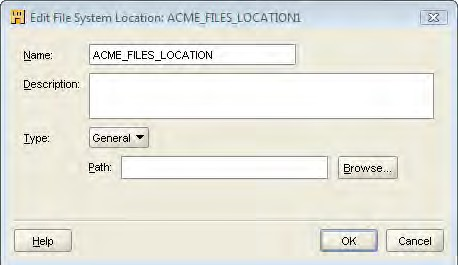 Edit File System Location: ACME_FILES_LOCATION1
Name: ACME_FILES_LOCATION
Description:
Type: General
Path: Browse...
Help OK Cancel